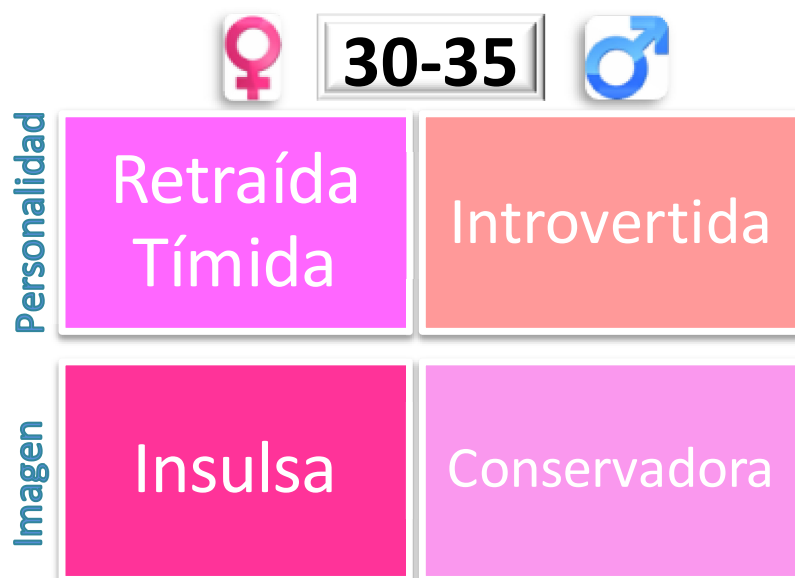 30-35
Personalidad
Retraída
Tímida
Introvertida
Imagen
Insulsa
Conservadora